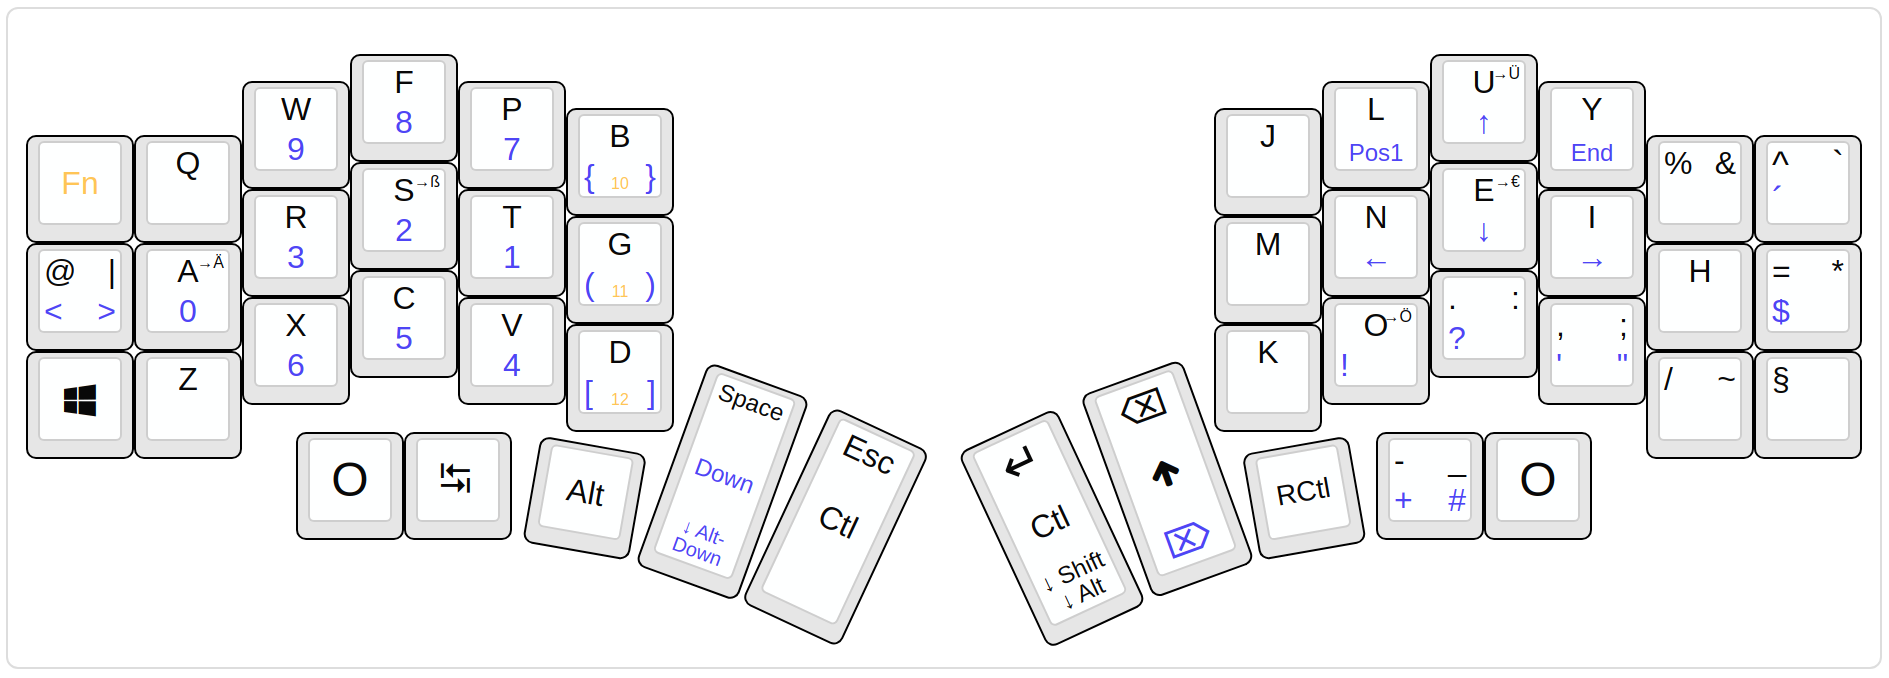 Fn
Q
W
9
F
8
P
7
B
{ 10 }
@ |
< >
A →Ä
0
R
3
S →ß
2
T
1
G
( 11 )
Z
X
6
C
5
V
4
D
[ 12 ]
O
↹
Alt
Space
Down
↓ Alt-
Down
Esc
Ctl
J
L
Pos1
U →Ü
↑
Y
End
% &
^ `
´
M
N
←
E →€
↓
I
→
H
= *
$
K
O →Ö
!
. :
?
, ;
' "
/ ~
§
↵
Ctl
↓ Shift
↓ Alt
⌫
⌦
RCtl
- _
+ #
O